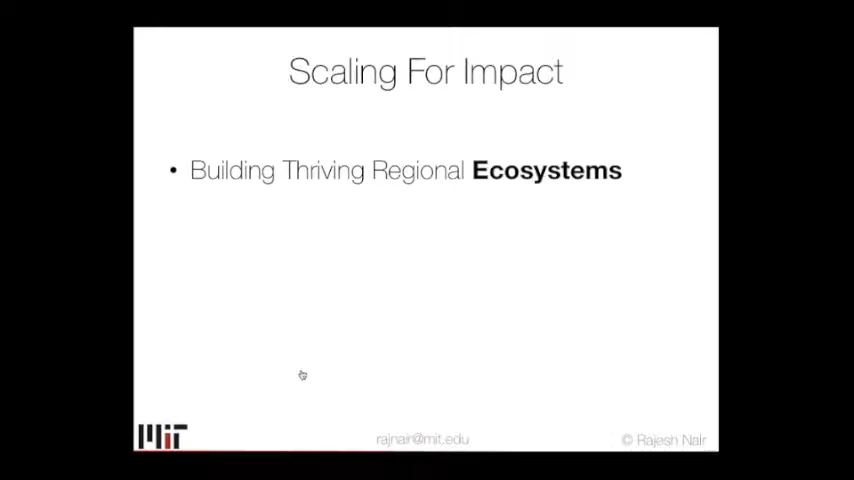 Scaling For Impact
• Building Thriving Regional Ecosystems
MIT
rajnair@mit.edu
© Rajesh Nair